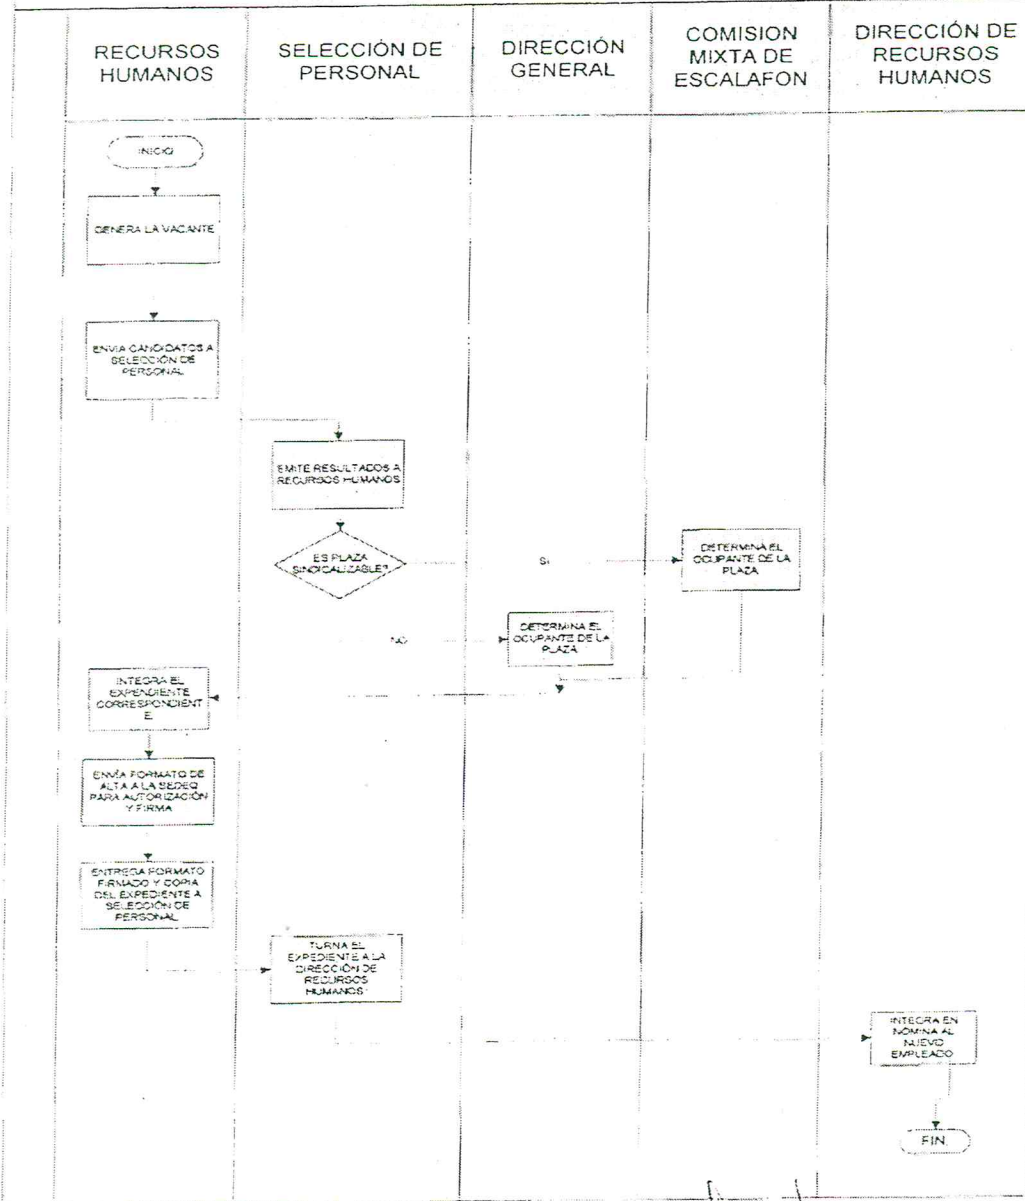 RECURSOS
HUMANOS
SELECCIÓN DE
PERSONAL
DIRECCIÓN
GENERAL
COMISION
MIXTA DE
ESCALAFON
DIRECCIÓN DE
RECURSOS
HUMANOS
INICIO
GENERA LA VACANTE
ENVIA CANDIDATOS A
SELECCIÓN DE
PERSONAL
EMITE RESULTADOS A
RECURSOS HUMANOS
ES PLAZA
SINDICALIZABLE?
SI
DETERMINA EL
OCUPANTE DE LA
PLAZA
NO
DETERMINA EL
OCUPANTE DE LA
PLAZA
INTEGRA EL
EXPENDIENTE
CORRESPONDIENT
E
ENVÍA FORMATO DE
ALTA A LA SEDEQ
PARA AUTORIZACIÓN
Y FIRMA
ENTREGA FORMATO
FIRMADO Y COPIA
DEL EXPEDIENTE A
SELECCIÓN DE
PERSONAL
TURNA EL
EXPEDIENTE A LA
DIRECCIÓN DE
RECURSOS
HUMANOS
INTEGRA EN
NOMINA AL
NUEVO
EMPLEADO
FIN